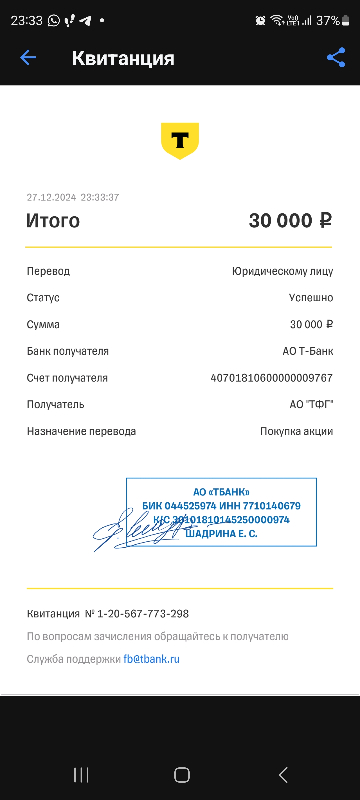 23:33 37%
Квитанция
Т
27.12.2024 23:33:37
Итого 30 000 ₽
Перевод Юридическому лицу
Статус Успешно
Сумма 30 000 ₽
Банк получателя АО Т-Банк
Счет получателя 40701810600000009767
Получатель АО "ТФГ"
Назначение перевода Покупка акции
АО «ТБАНК»
БИК 044525974 ИНН 7710140679
К/С 30101810145250000974
ШАДРИНА Е. С.
Квитанция № 1-20-567-773-298
По вопросам зачисления обращайтесь к получателю
Служба поддержки fb@tbank.ru